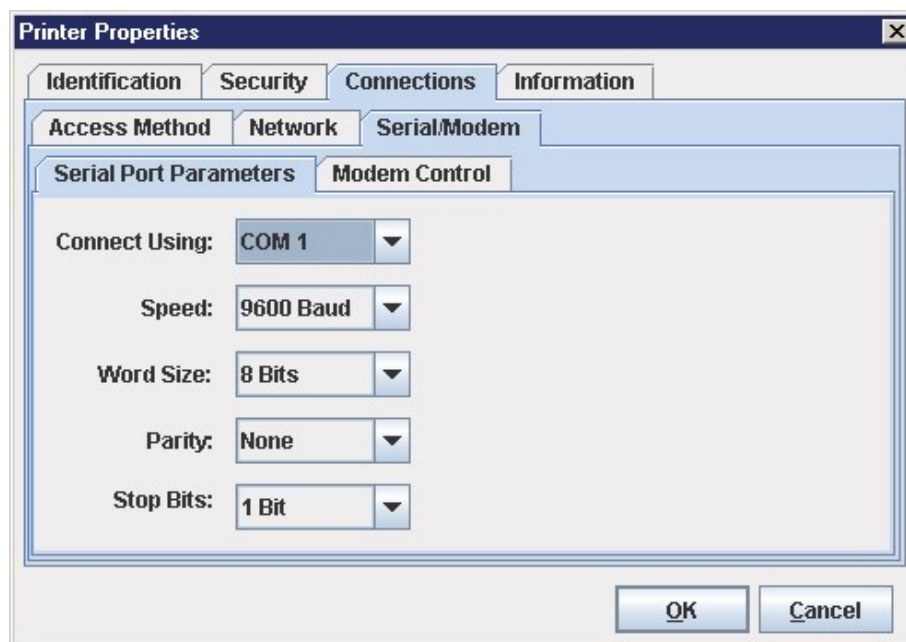 Printer Properties
Identification Security Connections Information
Access Method Network Serial/Modem
Serial Port Parameters Modem Control
Connect Using: COM 1
Speed: 9600 Baud
Word Size: 8 Bits
Parity: None
Stop Bits: 1 Bit
OK Cancel